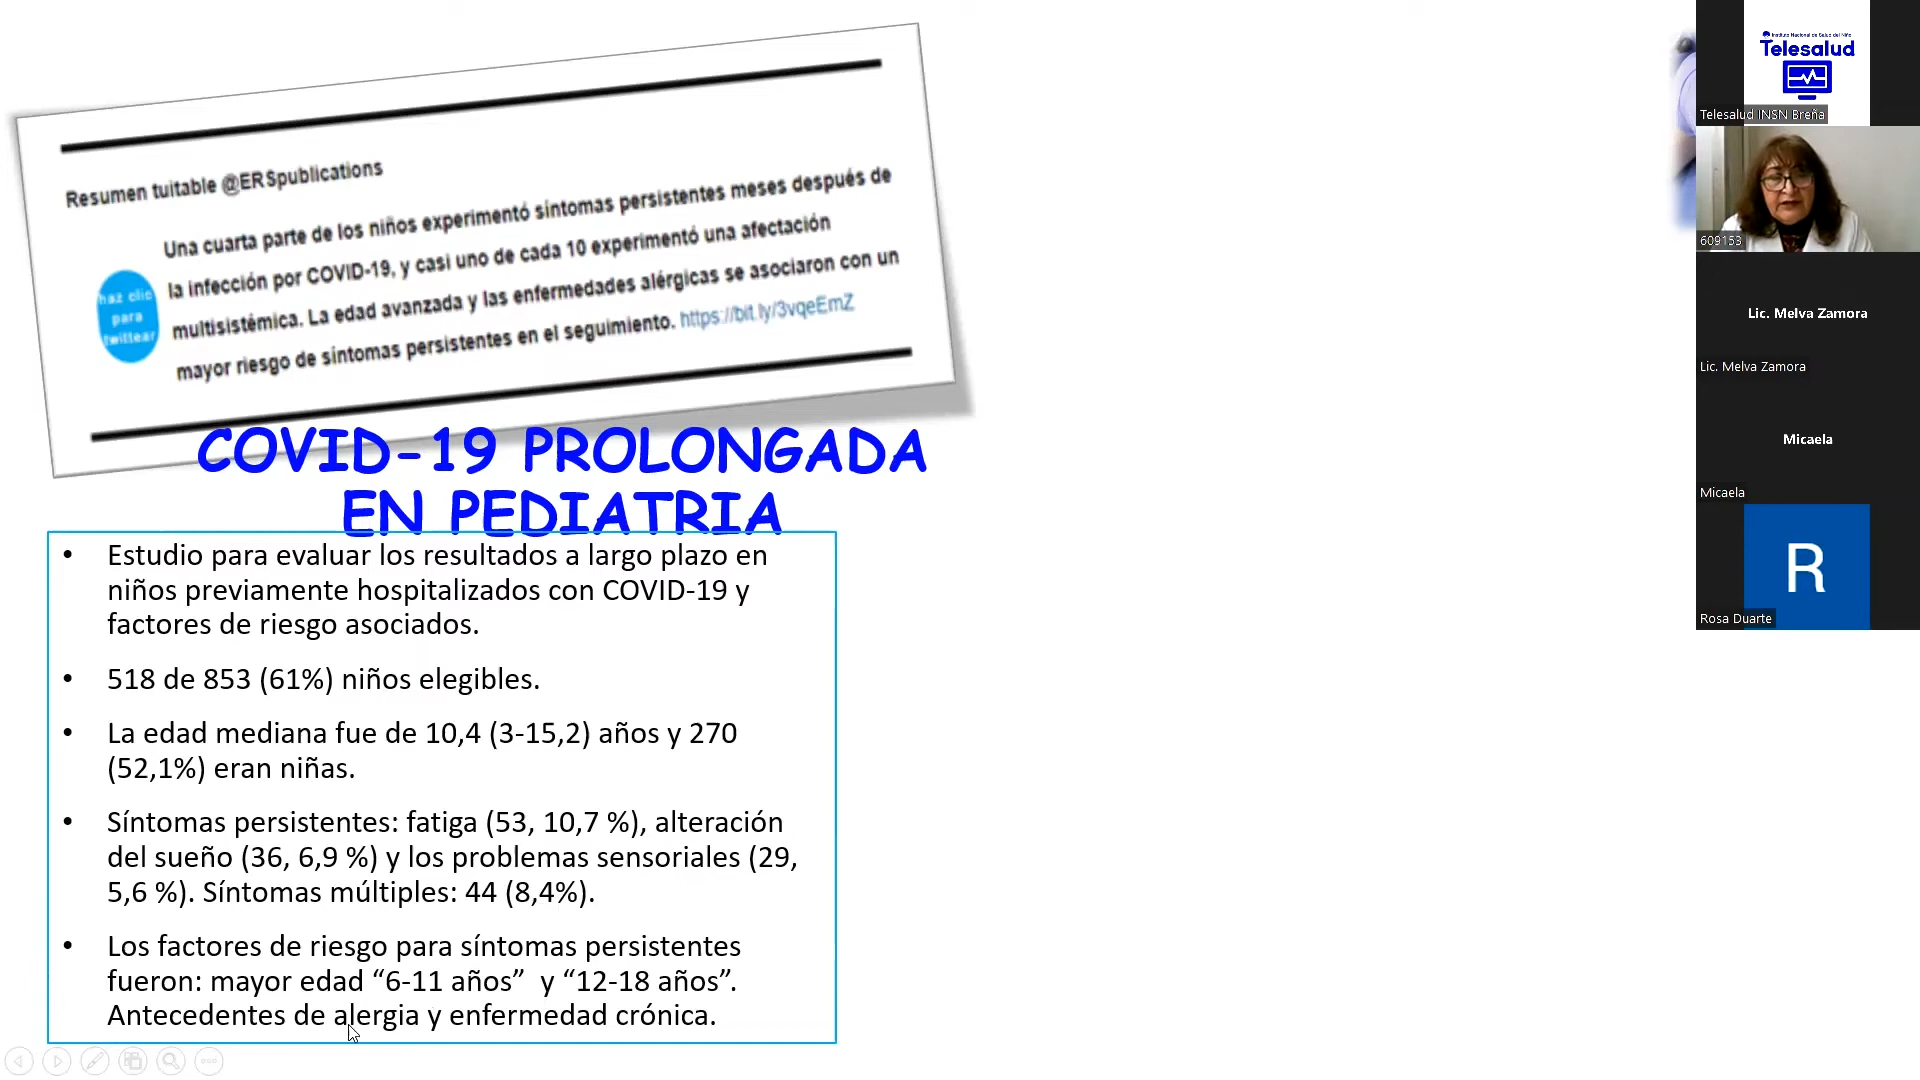 Resumen tuitable @ERSpublications
Una cuarta parte de los niños experimentó síntomas persistentes meses después de
la infección por COVID-19, y casi uno de cada 10 experimentó una afectación
multisistémica. La edad avanzada y las enfermedades alérgicas se asociaron con un
mayor riesgo de síntomas persistentes en el seguimiento. https://bit.ly/3vqeEmZ
haz clic
para
twittear
COVID-19 PROLONGADA
EN PEDIATRIA
• Estudio para evaluar los resultados a largo plazo en
niños previamente hospitalizados con COVID-19 y
factores de riesgo asociados.
• 518 de 853 (61%) niños elegibles.
• La edad mediana fue de 10,4 (3-15,2) años y 270
(52,1%) eran niñas.
• Síntomas persistentes: fatiga (53, 10,7 %), alteración
del sueño (36, 6,9 %) y los problemas sensoriales (29,
5,6 %). Síntomas múltiples: 44 (8,4%).
• Los factores de riesgo para síntomas persistentes
fueron: mayor edad “6-11 años”  y “12-18 años”.
Antecedentes de alergia y enfermedad crónica.
Instituto Nacional de Salud del Niño
Telesalud
Telesalud INSN Breña
609153
Lic. Melva Zamora
Lic. Melva Zamora
Micaela
Micaela
R
Rosa Duarte